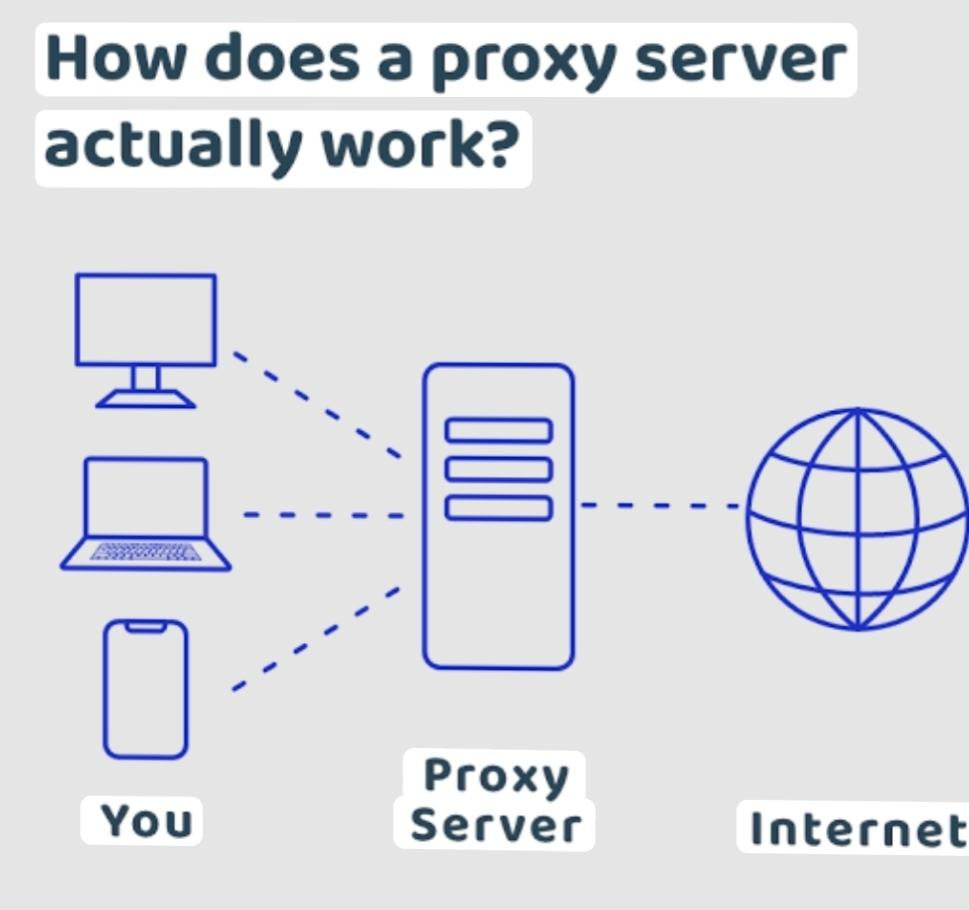 How does a proxy server
actually work?
You
Proxy
Server
Internet